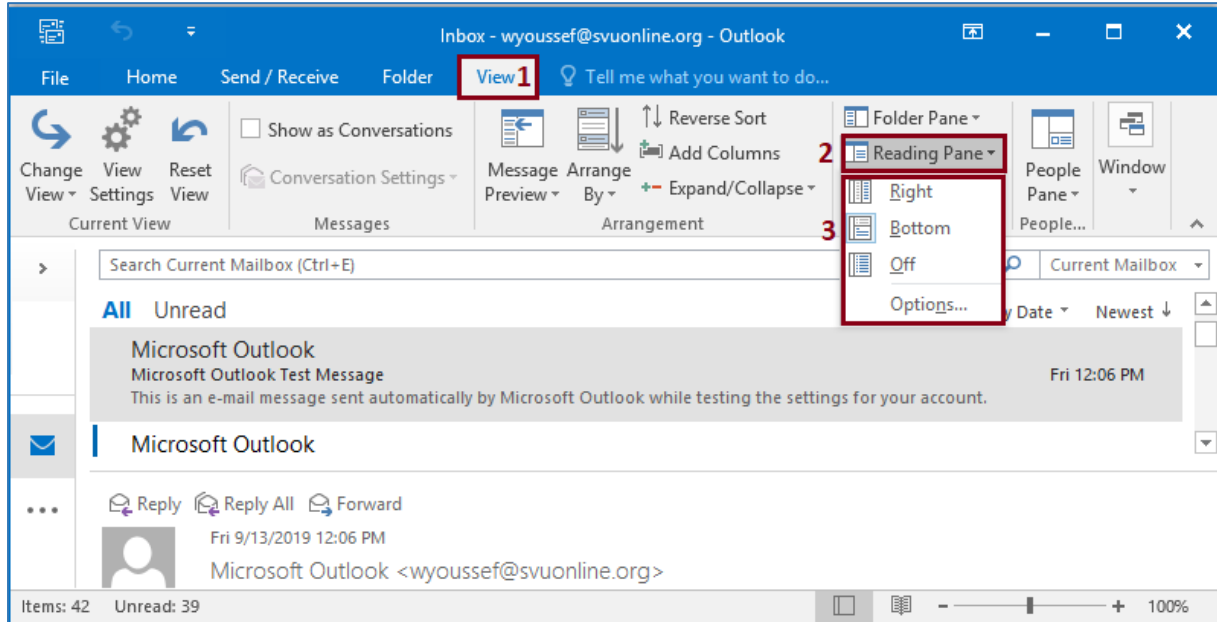 Inbox - wyoussef@svuonline.org - Outlook
File Home Send / Receive Folder View 1 Tell me what you want to do...
Change View View Settings Reset View
Current View
Show as Conversations
Conversation Settings
Messages
Message Preview Arrange By
Reverse Sort
Add Columns
Expand/Collapse
Arrangement
Folder Pane
2 Reading Pane
3
Right
Bottom
Off
Options...
People Pane
Window
People...
Search Current Mailbox (Ctrl+E)
Current Mailbox
All Unread
y Date Newest ↓
Microsoft Outlook
Microsoft Outlook Test Message Fri 12:06 PM
This is an e-mail message sent automatically by Microsoft Outlook while testing the settings for your account.
Microsoft Outlook
Reply Reply All Forward
Fri 9/13/2019 12:06 PM
Microsoft Outlook <wyoussef@svuonline.org>
Items: 42 Unread: 39 - + 100%